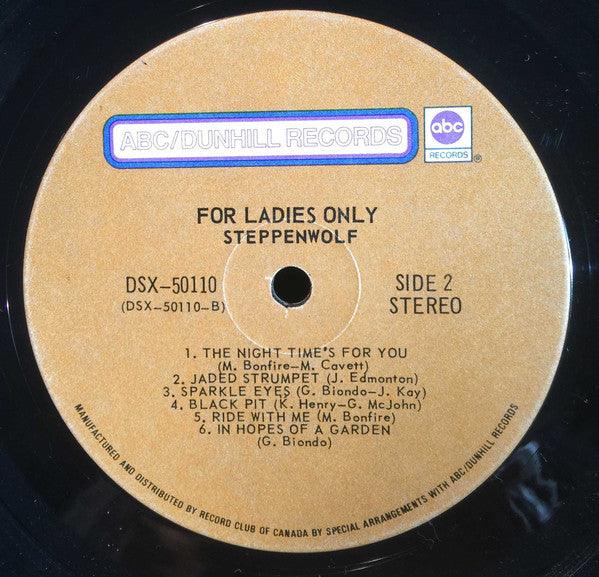 ABC/DUNHILL RECORDS
abc
RECORDS
®
FOR LADIES ONLY
STEPPENWOLF
DSX-50110
(DSX-50110-B)
SIDE 2
STEREO
1. THE NIGHT TIME'S FOR YOU
(M. Bonfire-M. Cavett)
2. JADED STRUMPET (J. Edmonton)
3. SPARKLE EYES (G. Biondo-J. Kay)
4. BLACK PIT (K. Henry-G. McJohn)
5. RIDE WITH ME (M. Bonfire)
6. IN HOPES OF A GARDEN
(G. Biondo)
MANUFACTURED AND DISTRIBUTED BY RECORD CLUB OF CANADA BY SPECIAL ARRANGEMENTS WITH ABC/DUNHILL RECORDS